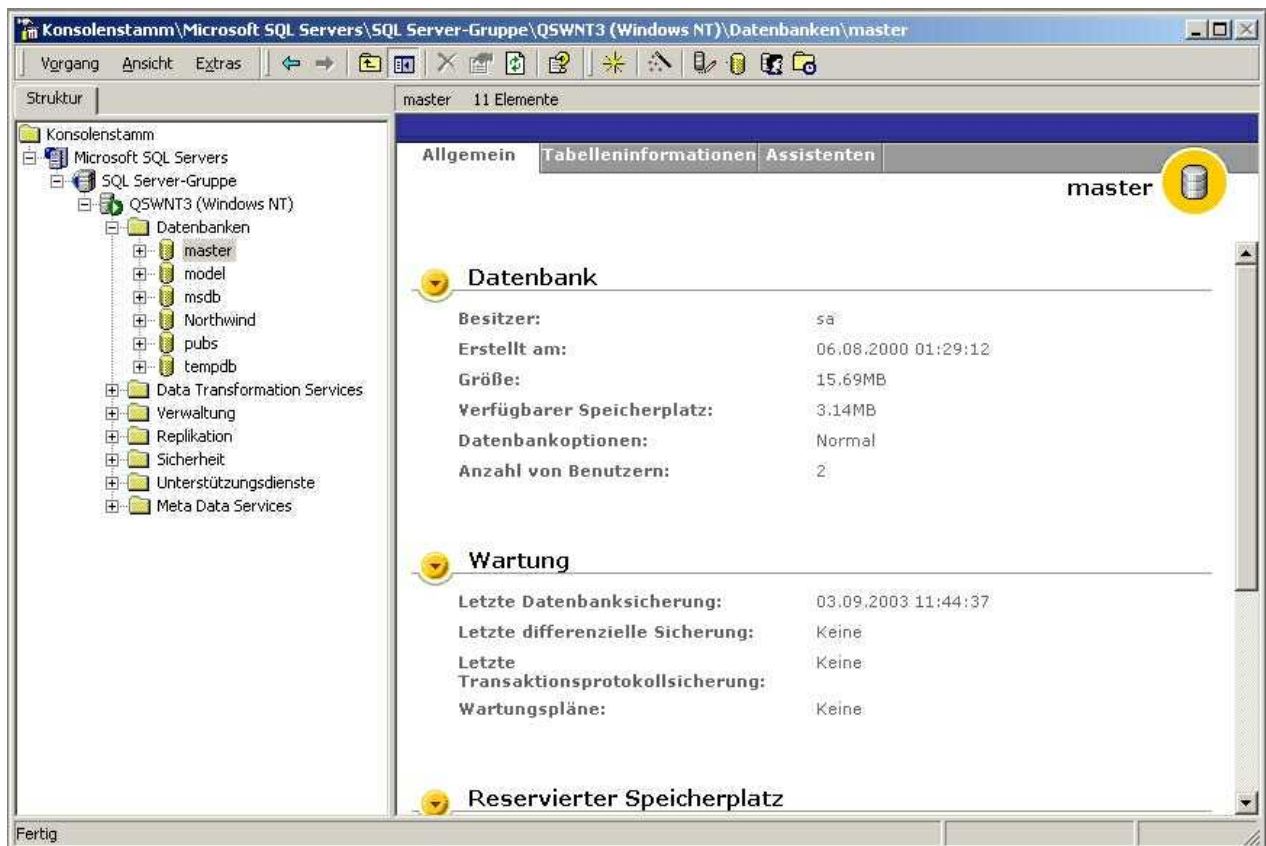 Konsolenstamm\Microsoft SQL Servers\SQL Server-Gruppe\QSWNT3 (Windows NT)\Datenbanken\master
Vorgang Ansicht Extras
Struktur
master 11 Elemente
Konsolenstamm
Microsoft SQL Servers
SQL Server-Gruppe
QSWNT3 (Windows NT)
Datenbanken
master
model
msdb
Northwind
pubs
tempdb
Data Transformation Services
Verwaltung
Replikation
Sicherheit
Unterstützungsdienste
Meta Data Services
Allgemein Tabelleninformationen Assistenten
master
Datenbank
Besitzer: sa
Erstellt am: 06.08.2000 01:29:12
Größe: 15.69MB
Verfügbarer Speicherplatz: 3.14MB
Datenbankoptionen: Normal
Anzahl von Benutzern: 2
Wartung
Letzte Datenbanksicherung: 03.09.2003 11:44:37
Letzte differenzielle Sicherung: Keine
Letzte Keine
Transaktionsprotokollsicherung:
Wartungspläne: Keine
Reservierter Speicherplatz
Fertig